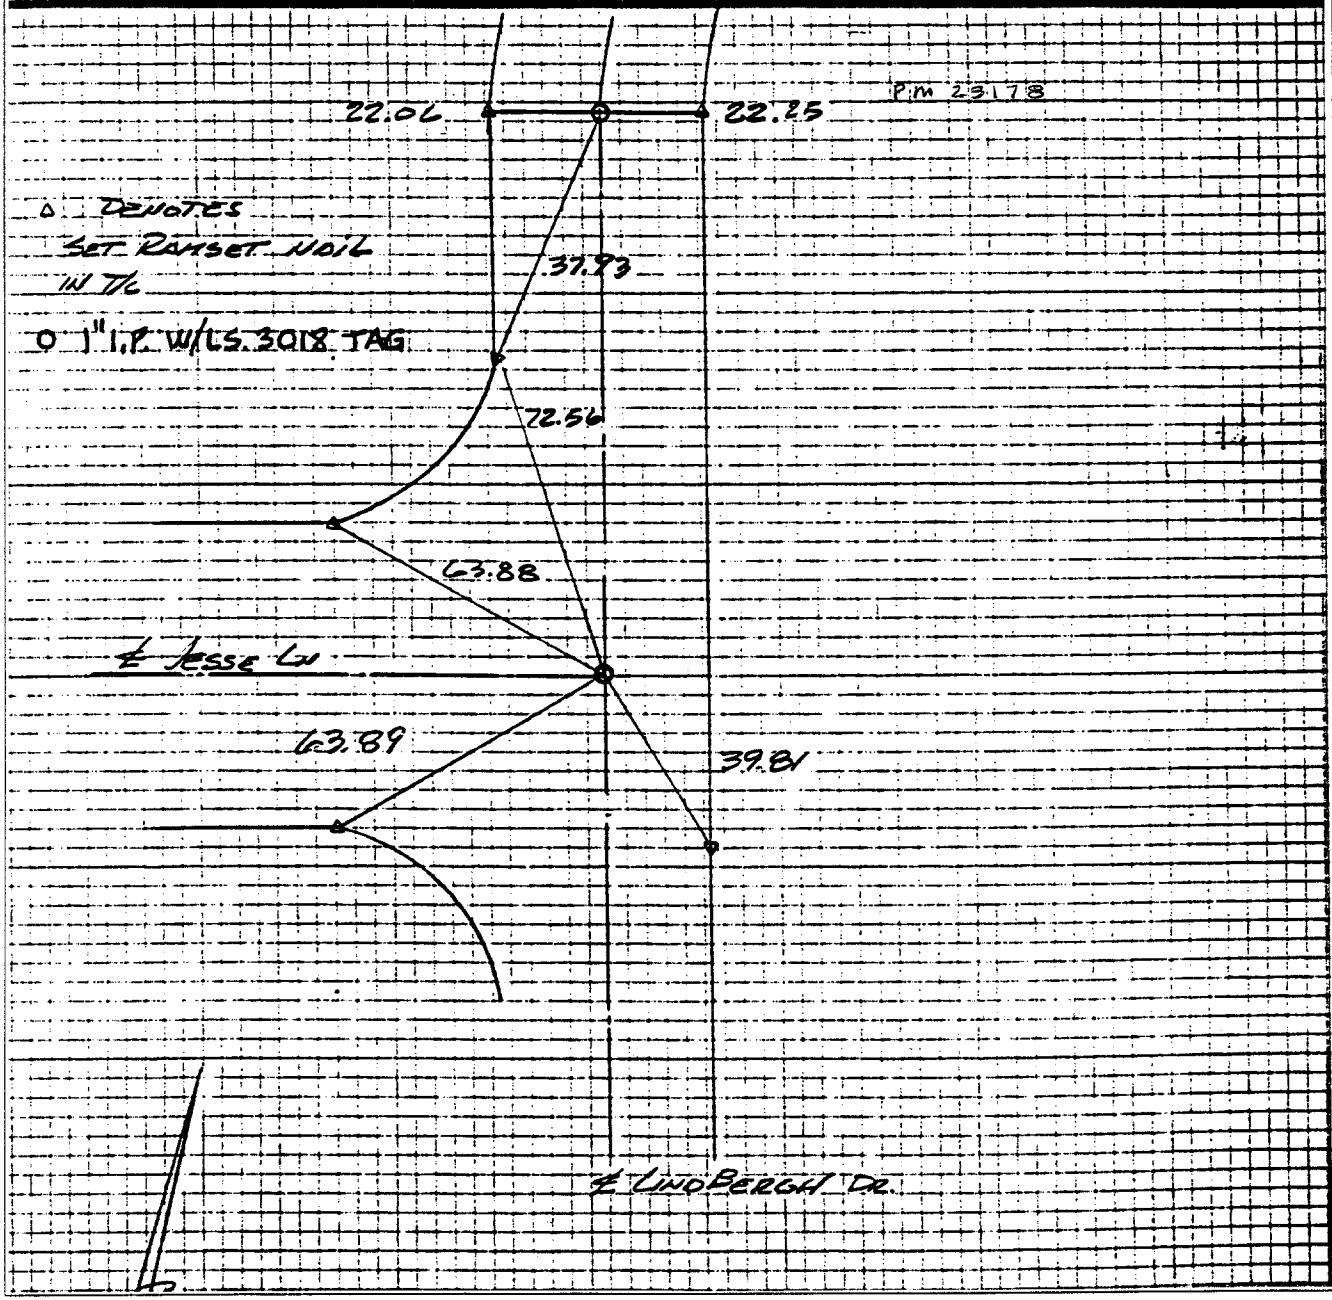 22.06
22.25
P.M 23178
△ DENOTES
SET RAMSET NAIL
IN T/C
37.93
O 1" I.P. W/LS. 3018 TAG
72.56
63.88
℄ JESSE LN
63.89
39.81
℄ LINDBERGH DR.